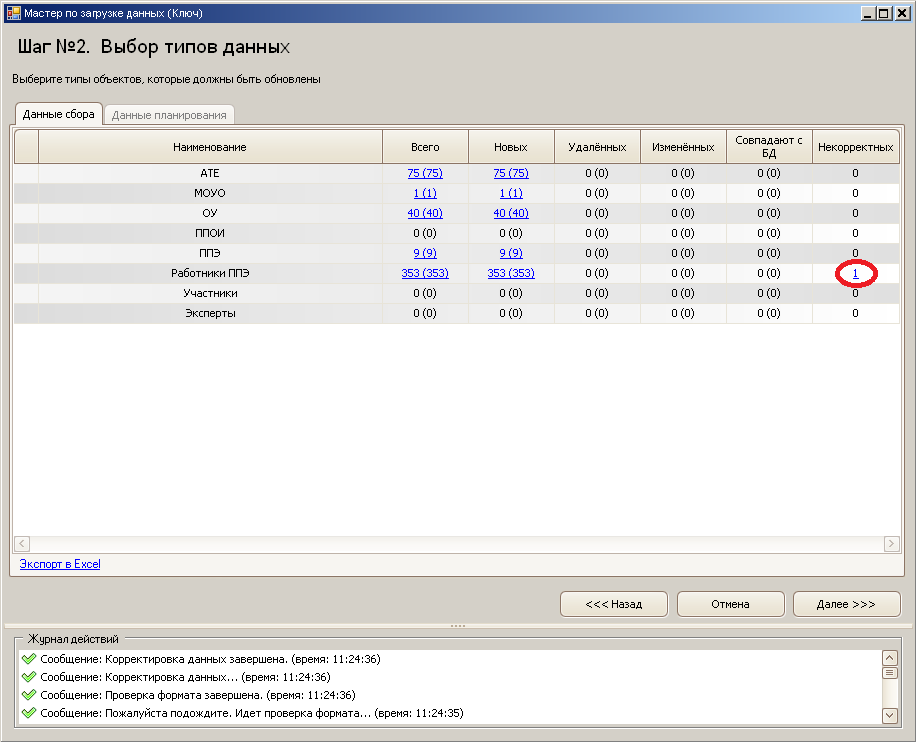 Мастер по загрузке данных (Ключ)
Шаг №2. Выбор типов данных
Выберите типы объектов, которые должны быть обновлены
Данные сбора Данные планирования
Наименование Всего Новых Удалённых Изменённых Совпадают с БД Некорректных
АТЕ 75 (75) 75 (75) 0 (0) 0 (0) 0 (0) 0
МОУО 1 (1) 1 (1) 0 (0) 0 (0) 0 (0) 0
ОУ 40 (40) 40 (40) 0 (0) 0 (0) 0 (0) 0
ППОИ 0 (0) 0 (0) 0 (0) 0 (0) 0 (0) 0
ППЭ 9 (9) 9 (9) 0 (0) 0 (0) 0 (0) 0
Работники ППЭ 353 (353) 353 (353) 0 (0) 0 (0) 0 (0) 1
Участники 0 (0) 0 (0) 0 (0) 0 (0) 0 (0) 0
Эксперты 0 (0) 0 (0) 0 (0) 0 (0) 0 (0) 0
Экспорт в Excel
<<< Назад Отмена Далее >>>
Журнал действий
Сообщение: Корректировка данных завершена. (время: 11:24:36)
Сообщение: Корректировка данных... (время: 11:24:36)
Сообщение: Проверка формата завершена. (время: 11:24:36)
Сообщение: Пожалуйста подождите. Идет проверка формата... (время: 11:24:35)